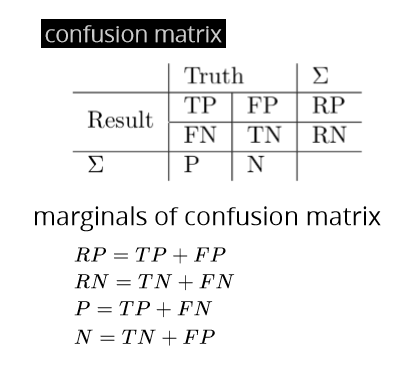 confusion matrix
Truth Σ
Result TP FP RP
FN TN RN
Σ P N
marginals of confusion matrix
RP = TP + FP
RN = TN + FN
P = TP + FN
N = TN + FP